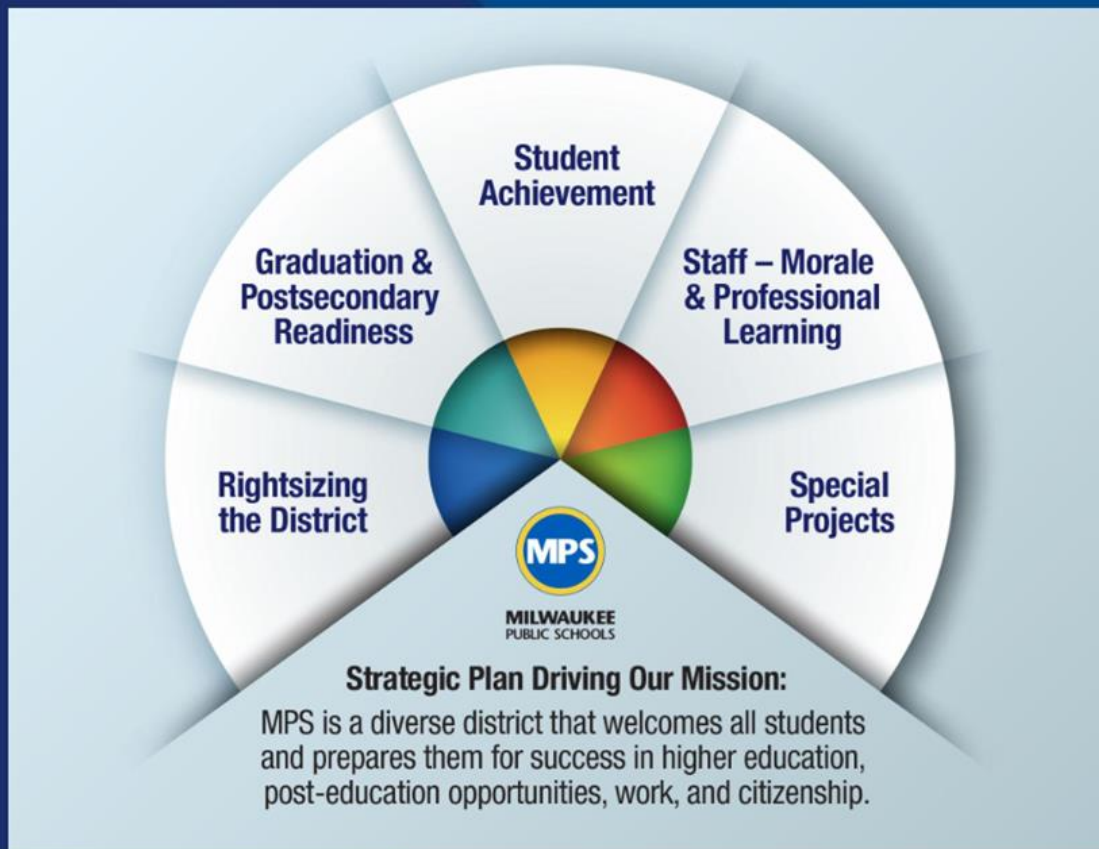 Student
Achievement
Graduation &
Postsecondary
Readiness
Staff – Morale
& Professional
Learning
Rightsizing
the District
Special
Projects
MPS
MILWAUKEE
PUBLIC SCHOOLS
Strategic Plan Driving Our Mission:
MPS is a diverse district that welcomes all students
and prepares them for success in higher education,
post-education opportunities, work, and citizenship.